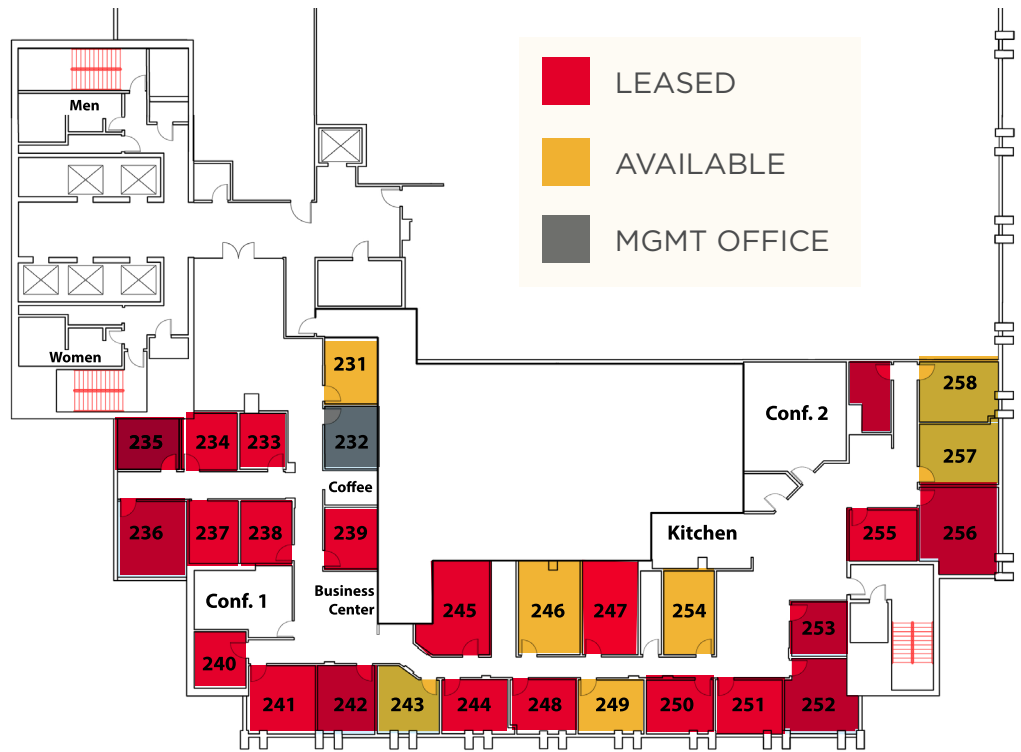 LEASED
AVAILABLE
MGMT OFFICE
Men
Women
231
232
Coffee
235
234
233
236
237
238
239
Conf. 1
Business
Center
Conf. 2
258
257
256
255
Kitchen
245
246
247
254
253
240
241
242
243
244
248
249
250
251
252